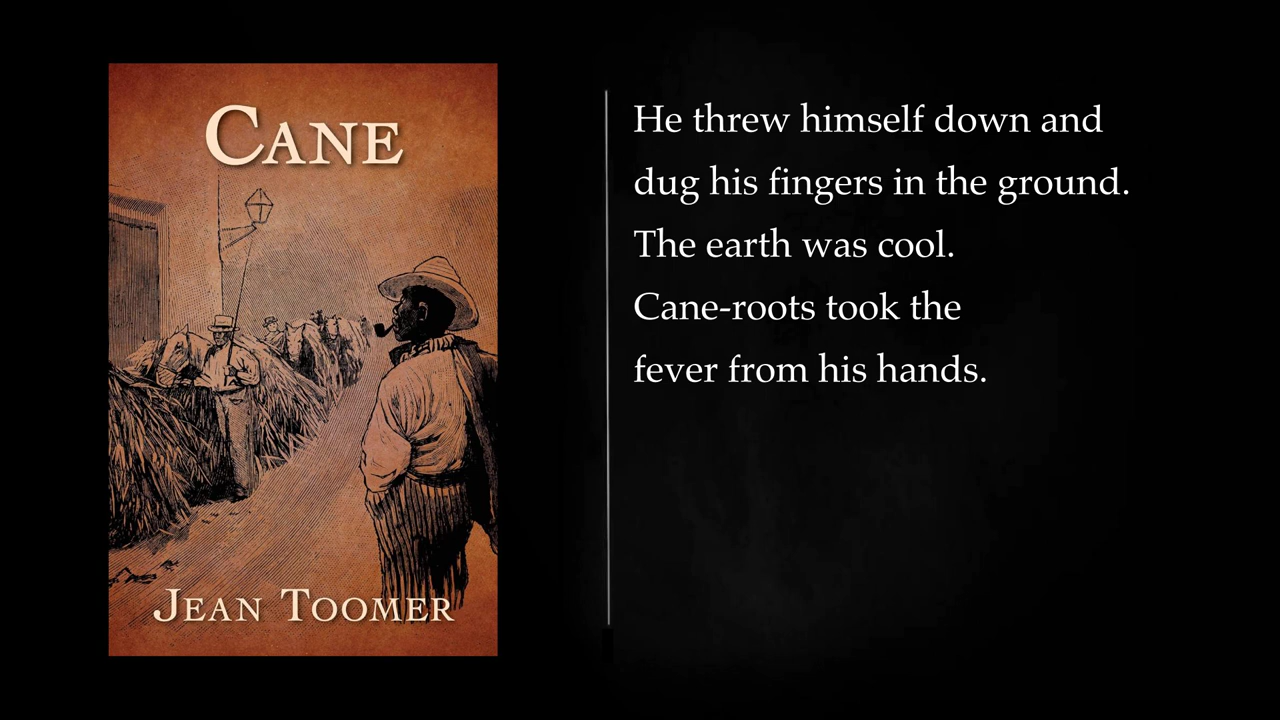 CANE
JEAN TOOMER
He threw himself down and
dug his fingers in the ground.
The earth was cool.
Cane-roots took the
fever from his hands.